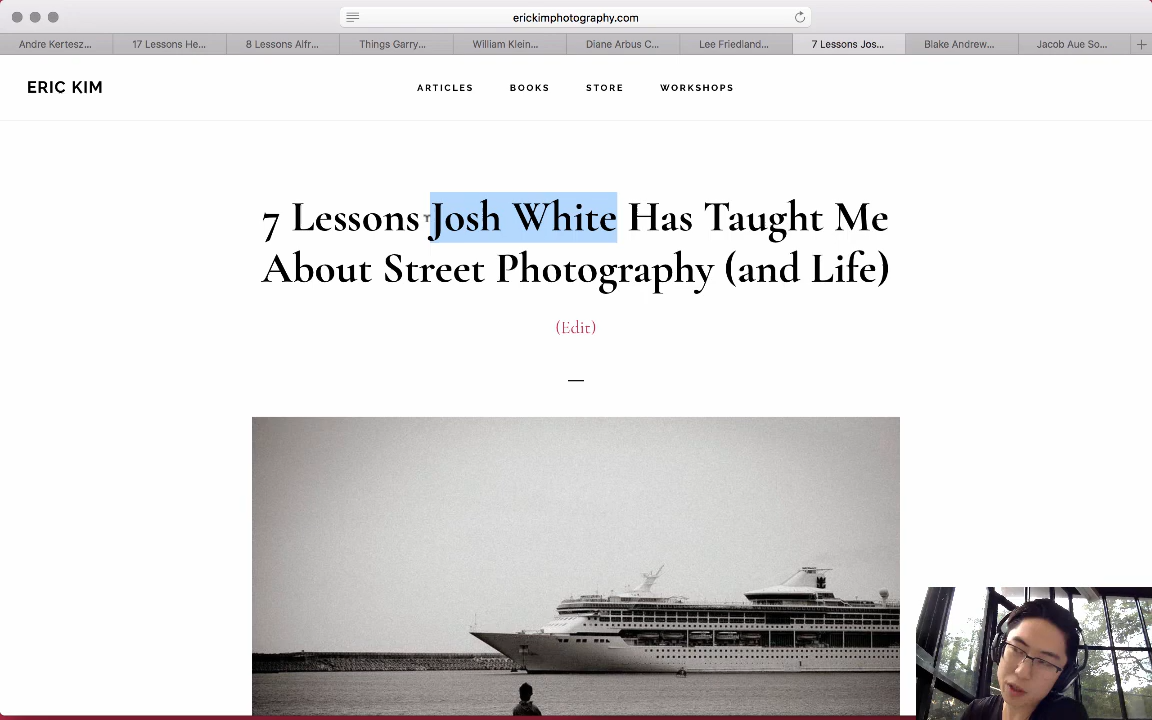 erickimphotography.com
Andre Kertesz...
17 Lessons He...
8 Lessons Alfr...
Things Garry...
William Klein...
Diane Arbus C...
Lee Friedland...
7 Lessons Jos...
Blake Andrew...
Jacob Aue So...
ERIC KIM
ARTICLES
BOOKS
STORE
WORKSHOPS
7 Lessons Josh White Has Taught Me
About Street Photography (and Life)
(Edit)